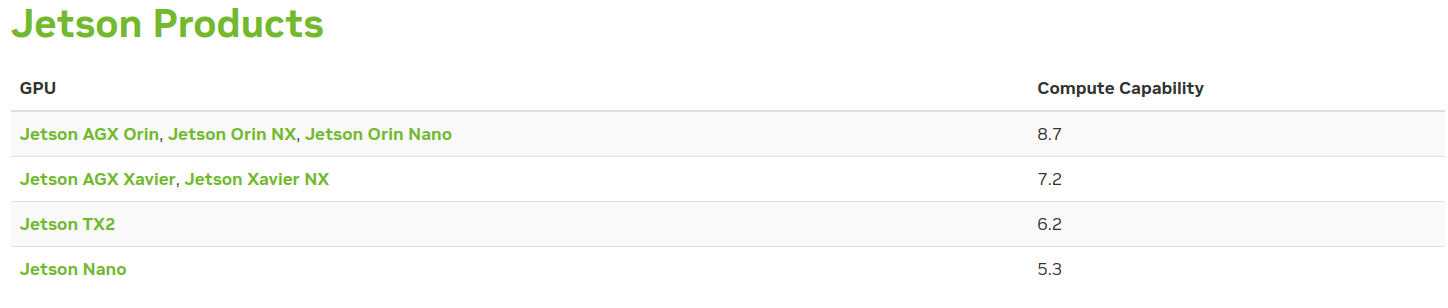 Jetson Products
GPU Compute Capability
Jetson AGX Orin, Jetson Orin NX, Jetson Orin Nano 8.7
Jetson AGX Xavier, Jetson Xavier NX 7.2
Jetson TX2 6.2
Jetson Nano 5.3